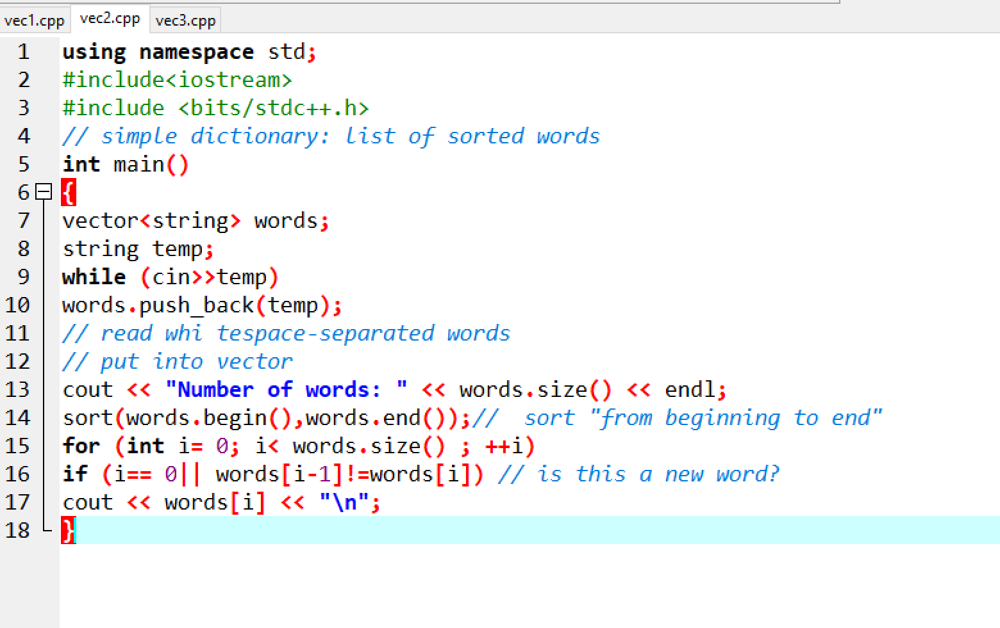 vec1.cpp vec2.cpp vec3.cpp
1 using namespace std;
2 #include<iostream>
3 #include <bits/stdc++.h>
4 // simple dictionary: list of sorted words
5 int main()
6 {
7 vector<string> words;
8 string temp;
9 while (cin>>temp)
10 words.push_back(temp);
11 // read whi tespace-separated words
12 // put into vector
13 cout << "Number of words: " << words.size() << endl;
14 sort(words.begin(),words.end());//  sort "from beginning to end"
15 for (int i= 0; i< words.size() ; ++i)
16 if (i== 0|| words[i-1]!=words[i]) // is this a new word?
17 cout << words[i] << "\n";
18 }